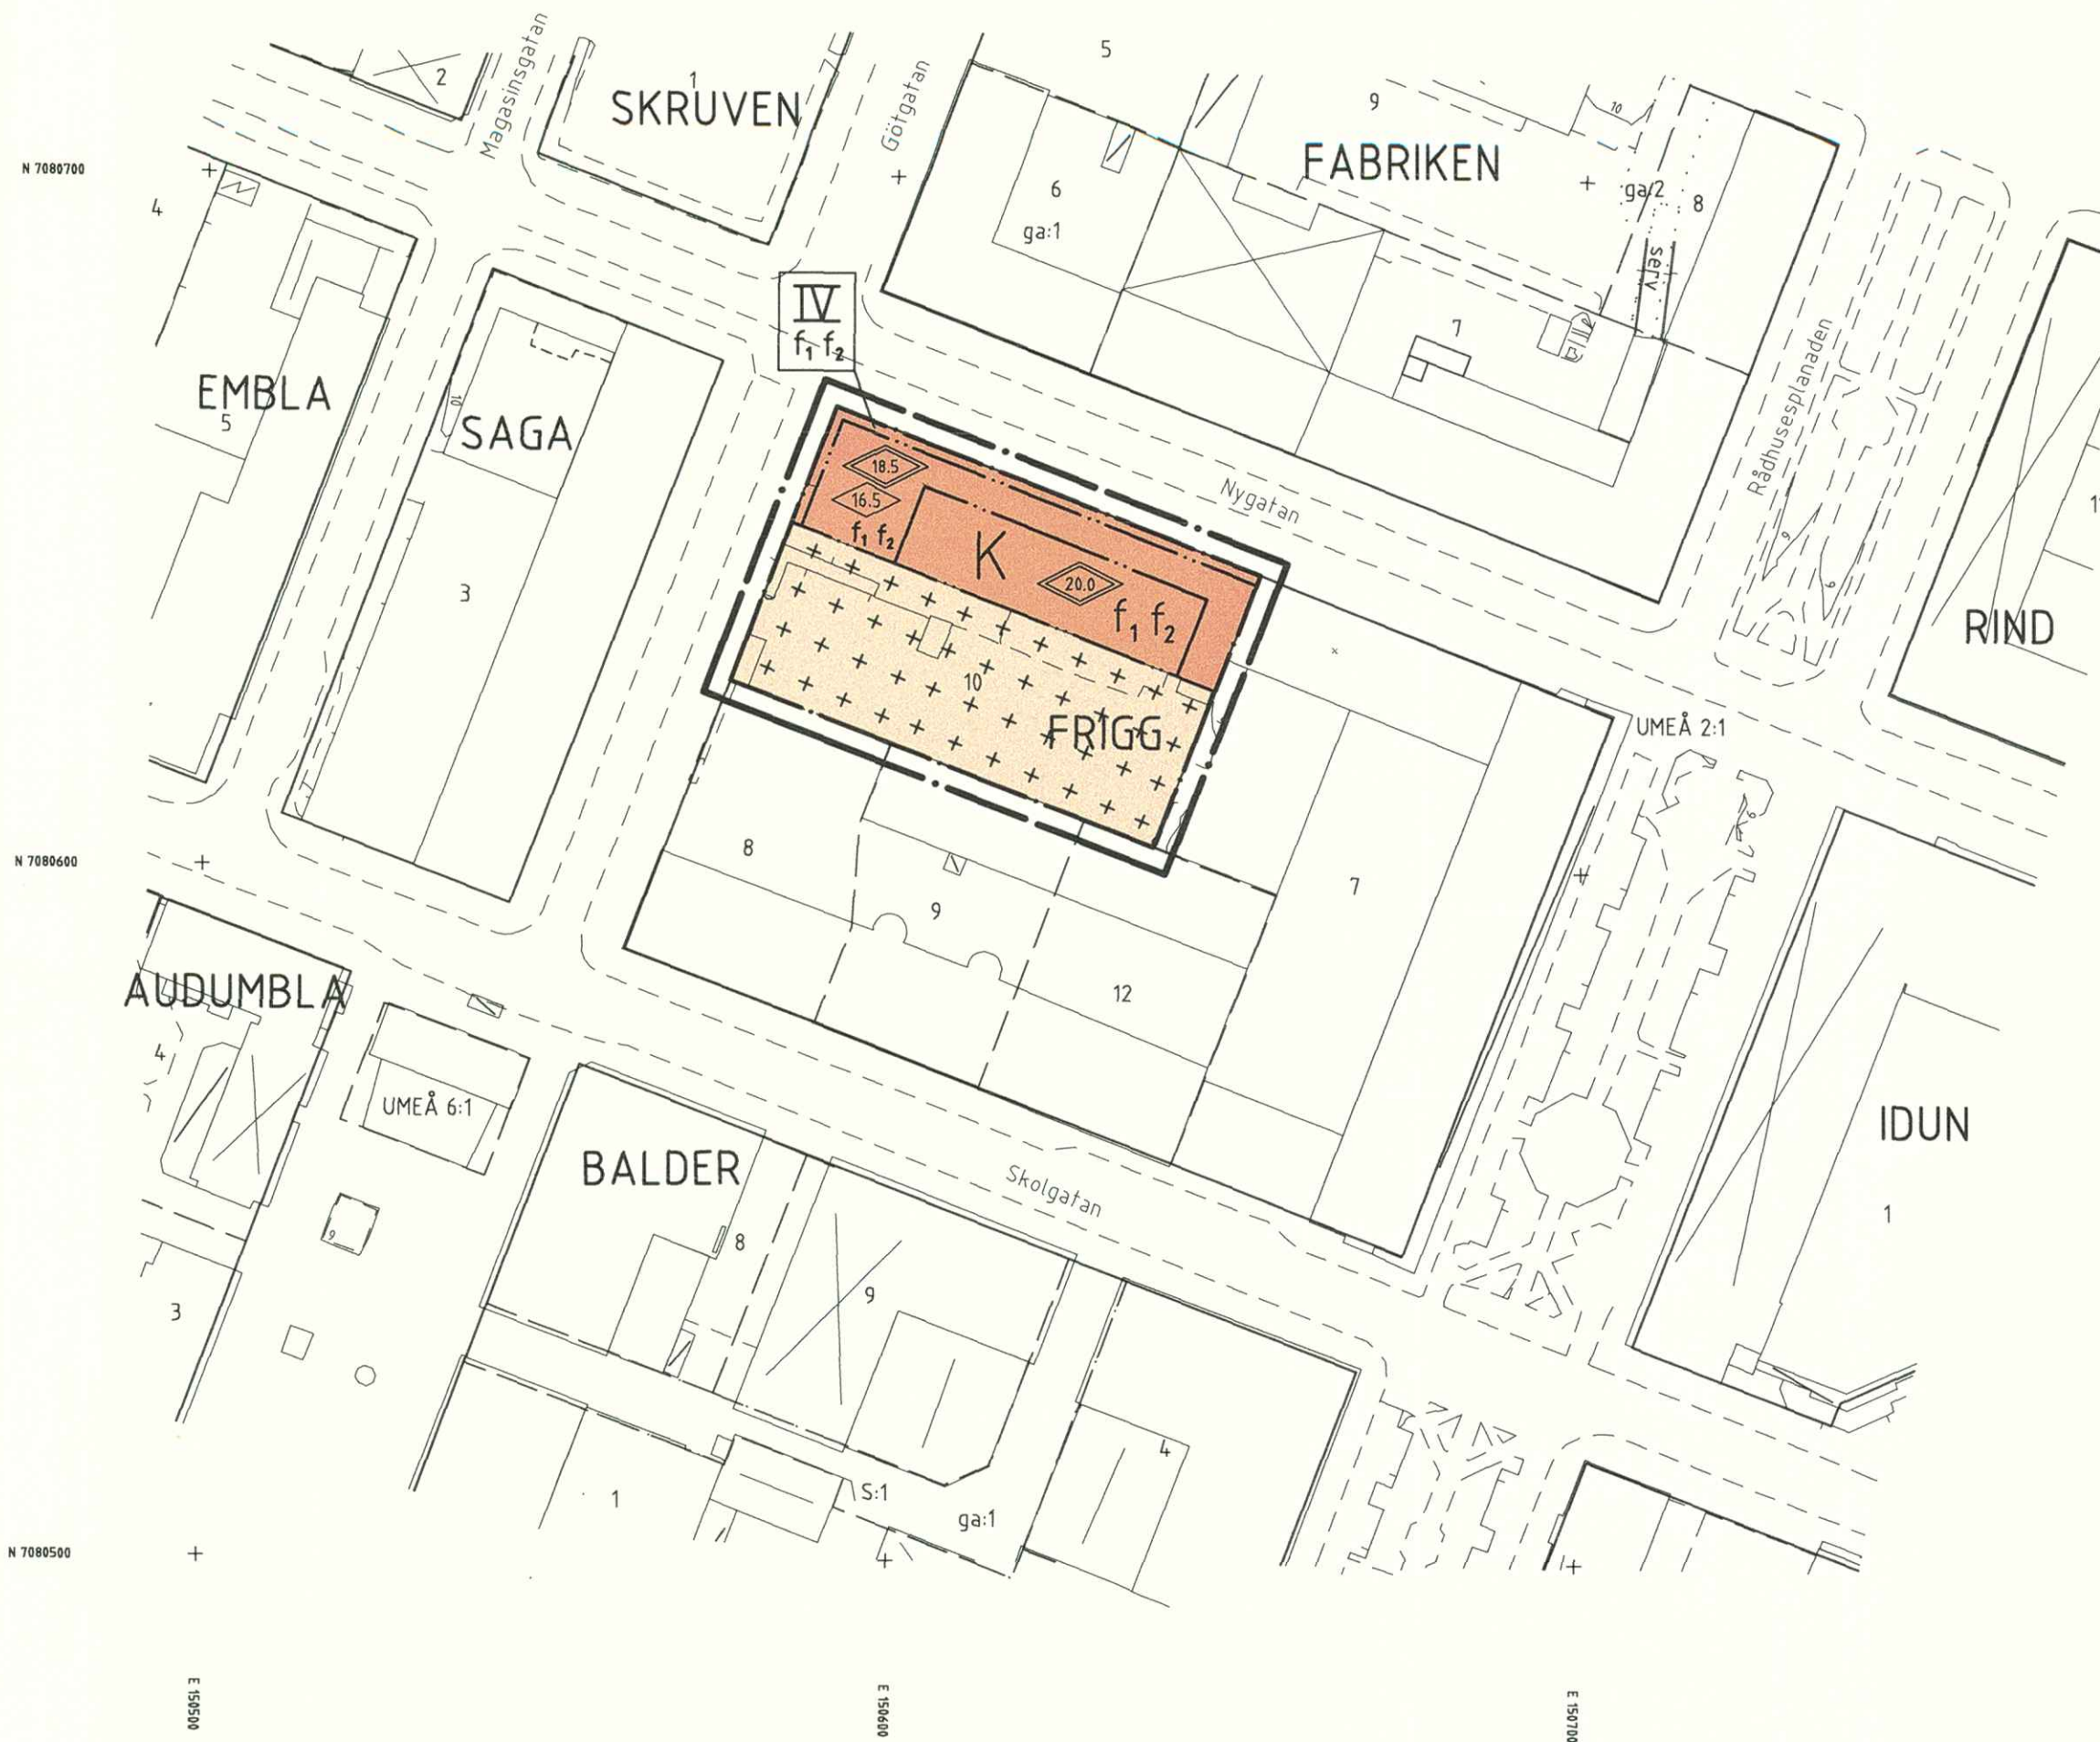 5
2
Magasinsgatan
1
SKRUVEN
Götgatan
9
10
FABRIKEN
N 7080700
4
6
ga:1
ga:2
8
serv
IV
f₁ f₂
7
Rådhusesplanaden
EMBLA
5
10
SAGA
18.5
16.5
f₁ f₂
Nygatan
K
20.0
f₁ f₂
3
RIND
10
FRIGG
UMEÅ 2:1
N 7080600
8
9
7
12
AUDUMBLA
4
UMEÅ 6:1
BALDER
Skolgatan
IDUN
8
1
9
3
4
1
S:1
ga:1
N 7080500
E 150500
E 150600
E 150700